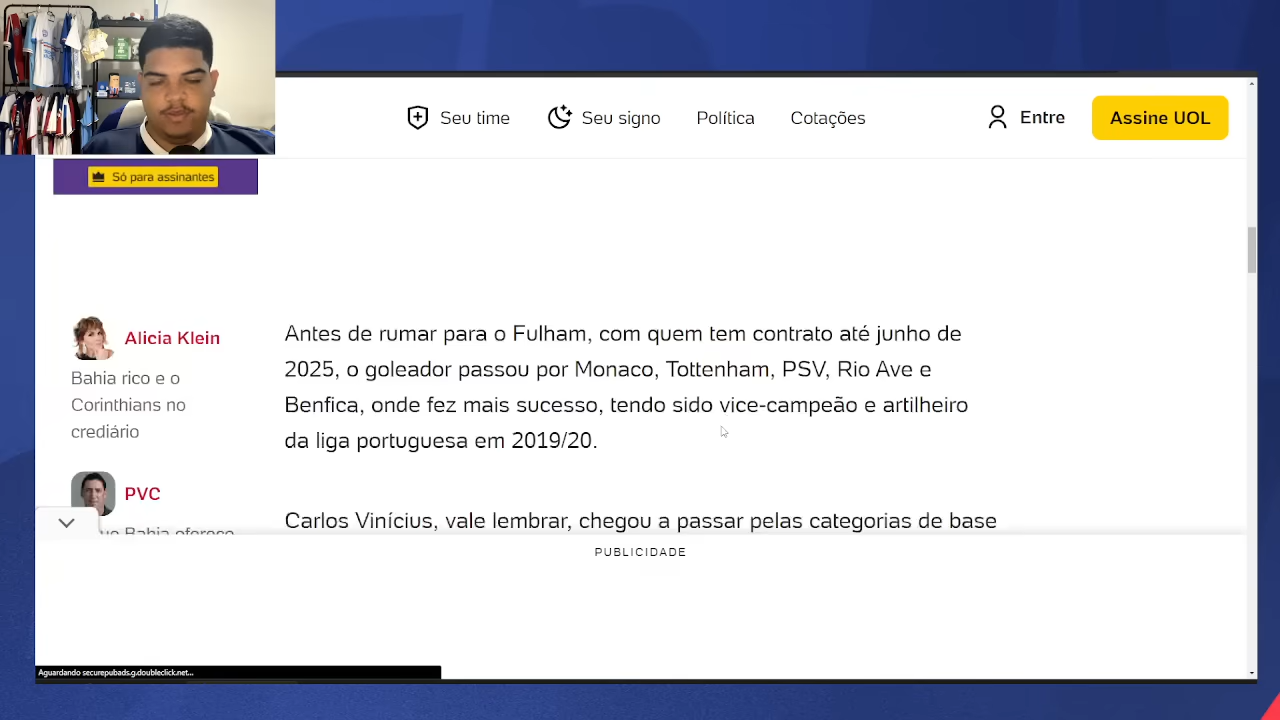 Seu time
Seu signo
Política
Cotações
Entre
Assine UOL
Só para assinantes
Alicia Klein
Bahia rico e o
Corinthians no
crediário
PVC
Bahia oferece
Antes de rumar para o Fulham, com quem tem contrato até junho de
2025, o goleador passou por Monaco, Tottenham, PSV, Rio Ave e
Benfica, onde fez mais sucesso, tendo sido vice-campeão e artilheiro
da liga portuguesa em 2019/20.
Carlos Vinícius, vale lembrar, chegou a passar pelas categorias de base
PUBLICIDADE
Aguardando securepubads.g.doubleclick.net...